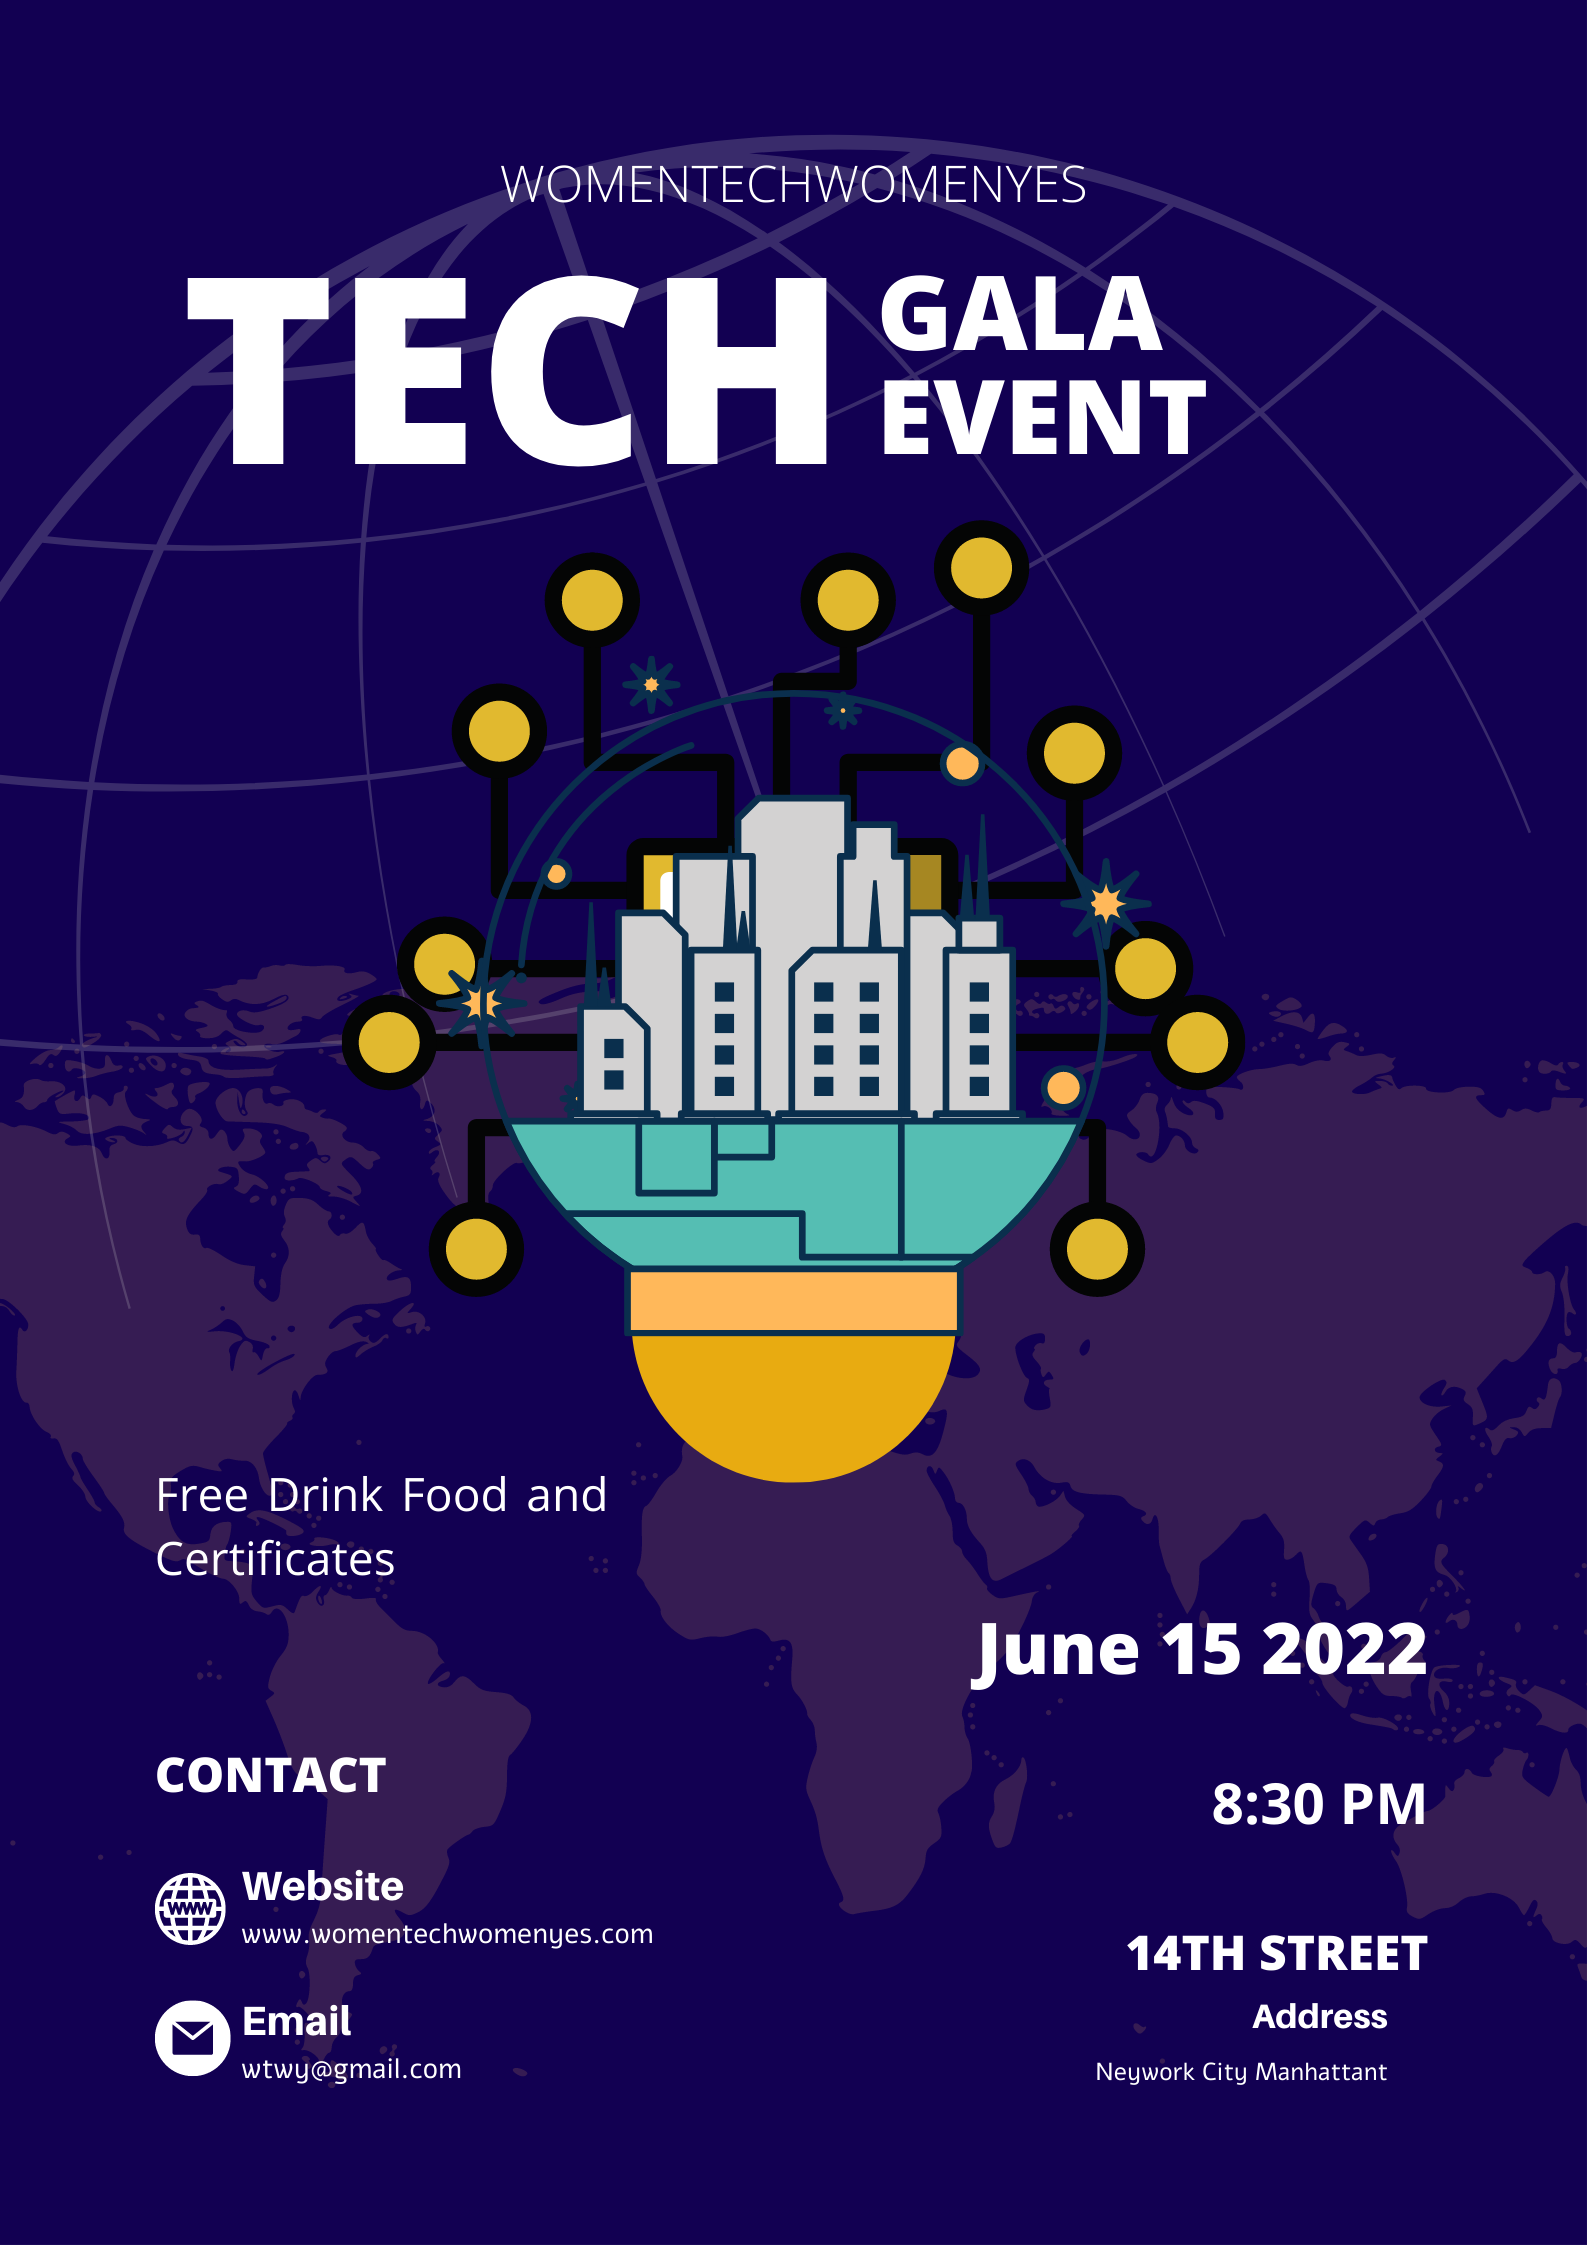 WOMENTECHWOMENYES
TECH
GALA
EVENT
Free Drink Food and
Certificates
June 15 2022
8:30 PM
CONTACT
Website
www.womentechwomenyes.com
WWW
Email
wtwy@gmail.com
14TH STREET
Address
Neywork City Manhattant